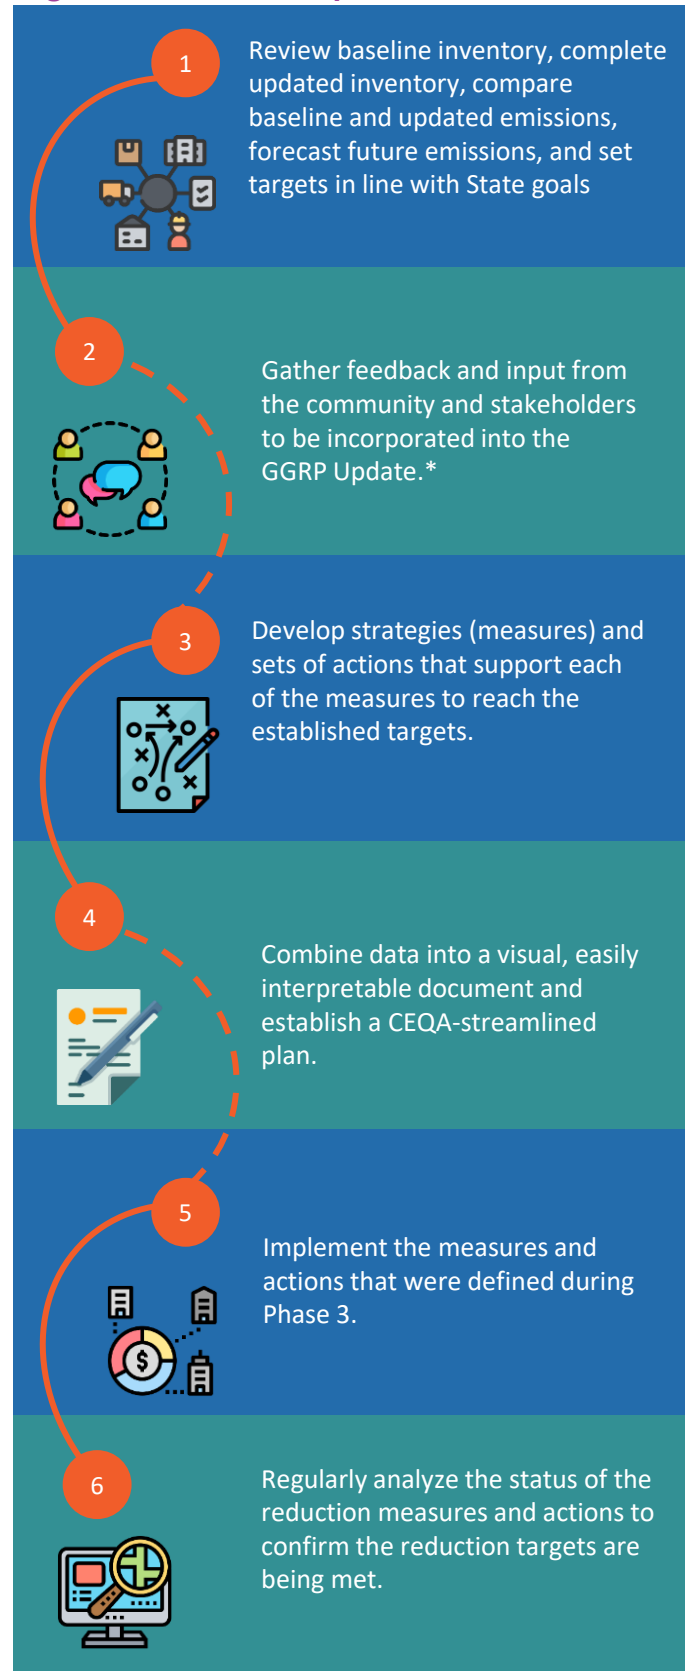 1
Review baseline inventory, complete
updated inventory, compare
baseline and updated emissions,
forecast future emissions, and set
targets in line with State goals
2
Gather feedback and input from
the community and stakeholders
to be incorporated into the
GGRP Update.*
3
Develop strategies (measures) and
sets of actions that support each
of the measures to reach the
established targets.
4
Combine data into a visual, easily
interpretable document and
establish a CEQA-streamlined
plan.
5
Implement the measures and
actions that were defined during
Phase 3.
$
6
Regularly analyze the status of the
reduction measures and actions to
confirm the reduction targets are
being met.